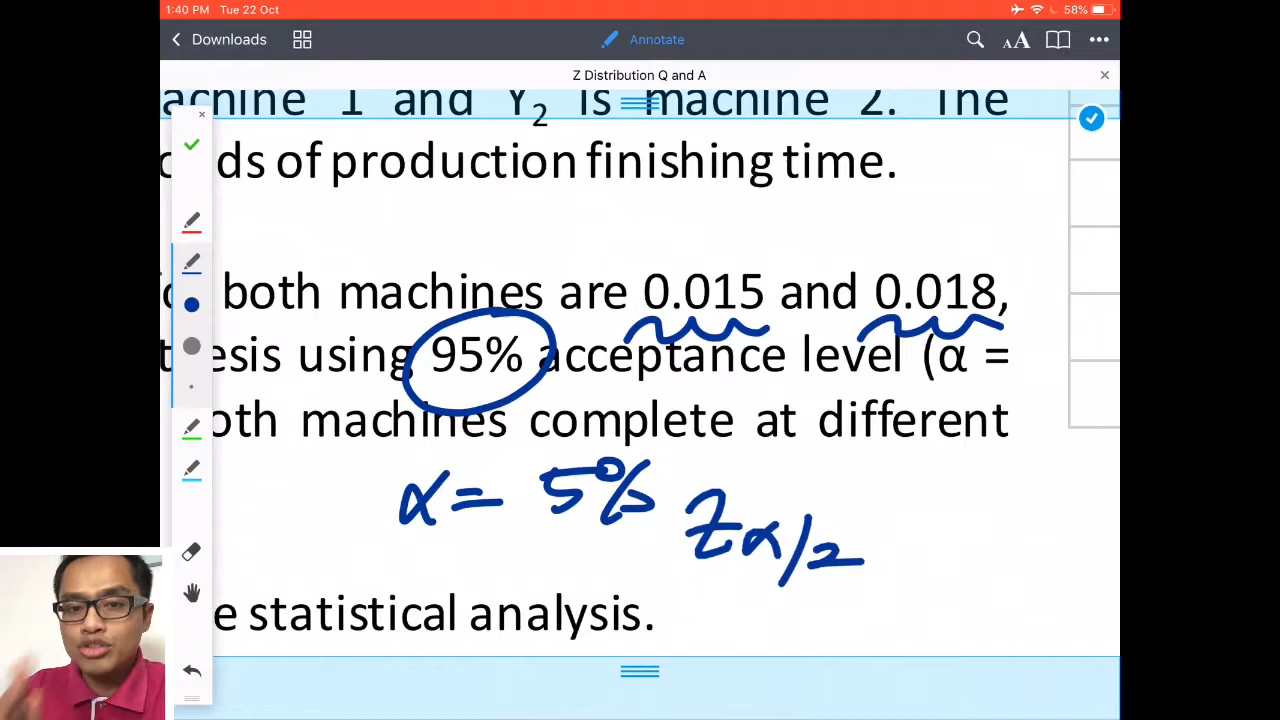 1:40 PM Tue 22 Oct 58%
Downloads Annotate AA
Z Distribution Q and A
achine 1 and Y2 is machine 2. The
ds of production finishing time.
both machines are 0.015 and 0.018,
esis using 95% acceptance level (α =
oth machines complete at different
α = 5% Zα/2
e statistical analysis.